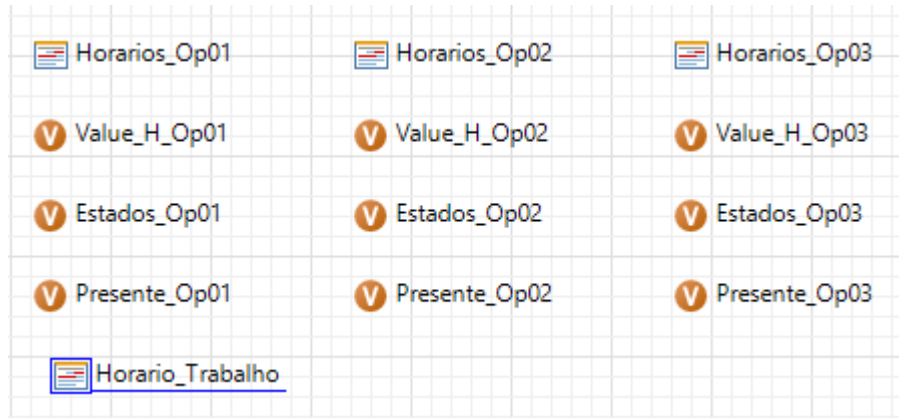 Horarios_Op01 Horarios_Op02 Horarios_Op03
V Value_H_Op01 V Value_H_Op02 V Value_H_Op03
V Estados_Op01 V Estados_Op02 V Estados_Op03
V Presente_Op01 V Presente_Op02 V Presente_Op03
Horario_Trabalho